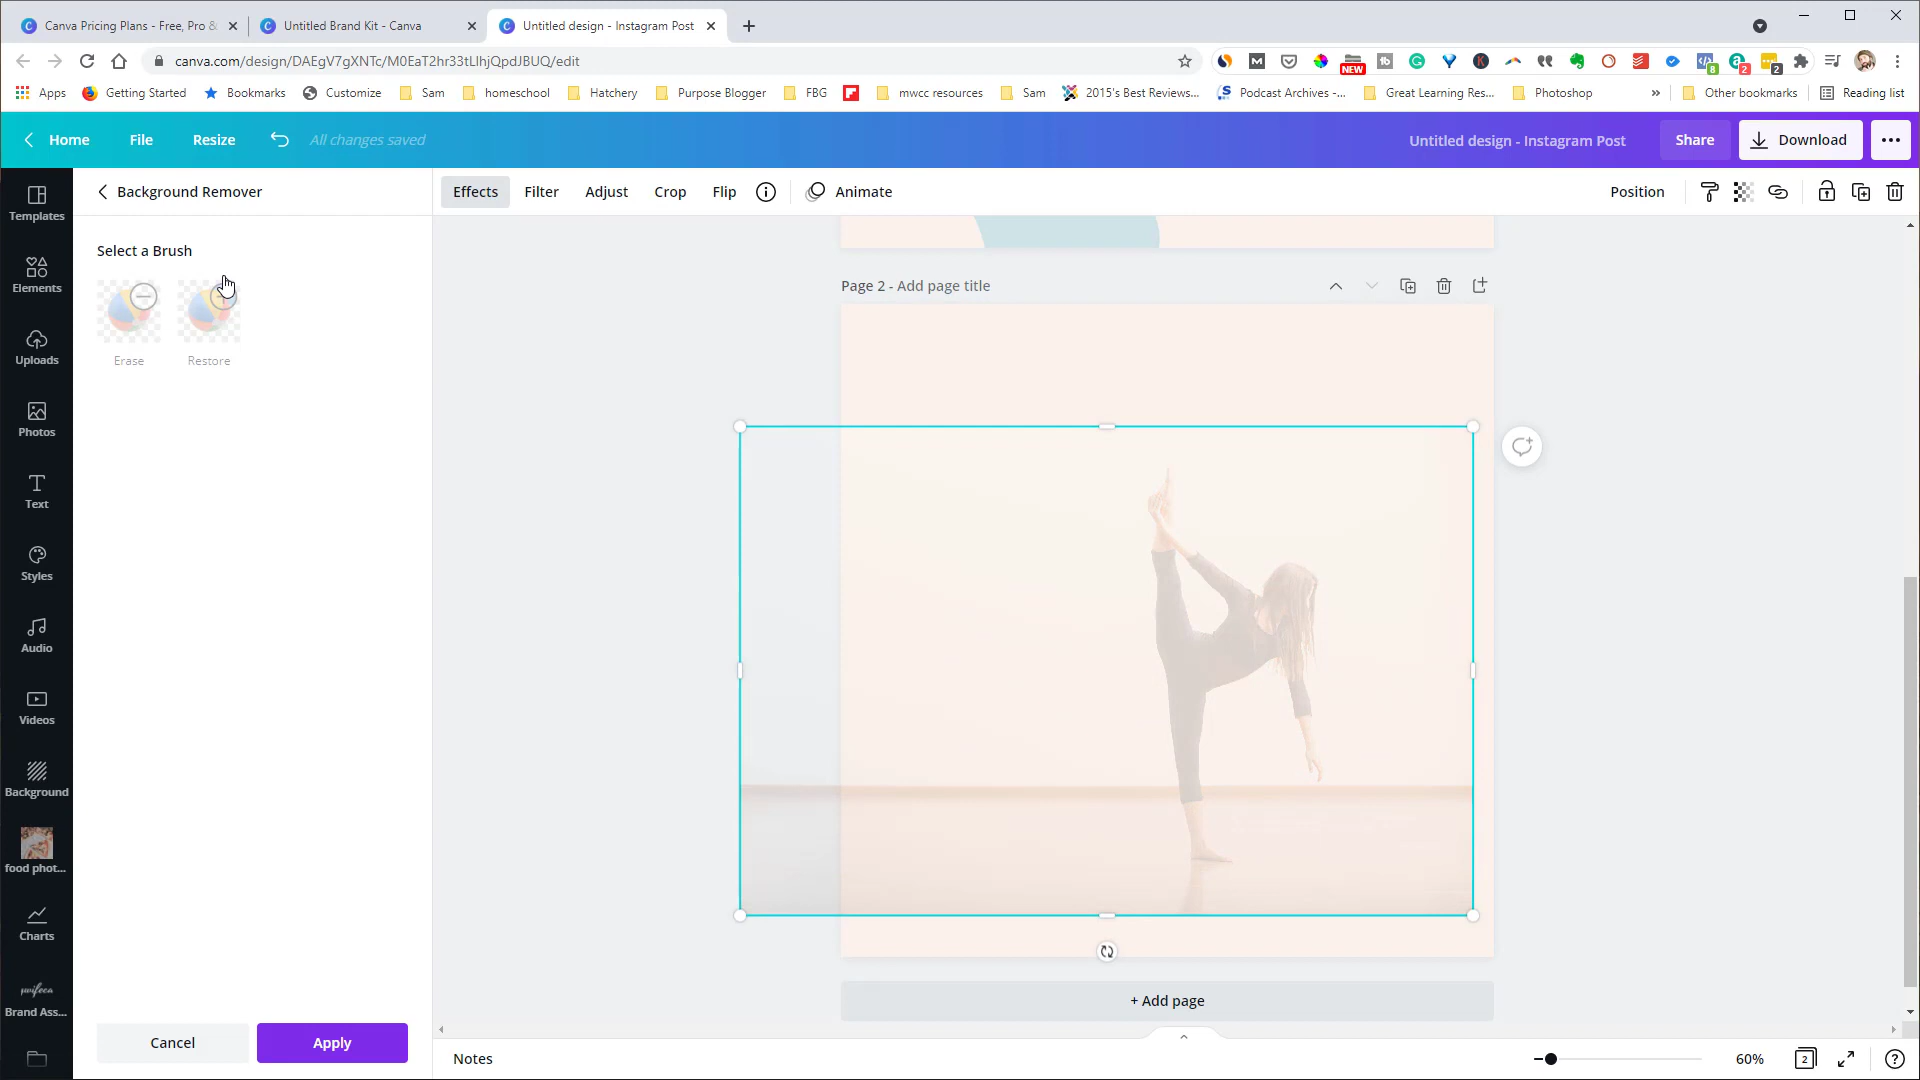 Canva Pricing Plans - Free, Pro &
Untitled Brand Kit - Canva
Untitled design - Instagram Post
canva.com/design/DAEgV7gXNTc/M0EaT2hr33tLlhjQpdJBUQ/edit
NEW
8
2
2
Apps
Getting Started
Bookmarks
Customize
Sam
homeschool
Hatchery
Purpose Blogger
FBG
mwcc resources
Sam
2015's Best Reviews...
Podcast Archives -...
Great Learning Res...
Photoshop
»
Other bookmarks
Reading list
Home
File
Resize
All changes saved
Untitled design - Instagram Post
Share
Download
Background Remover
Effects
Filter
Adjust
Crop
Flip
Animate
Position
Templates
Elements
Uploads
Photos
Text
Styles
Audio
Videos
Background
food phot...
Charts
Brand Ass...
Select a Brush
Erase
Restore
Page 2 - Add page title
+ Add page
Cancel
Apply
Notes
60%
2